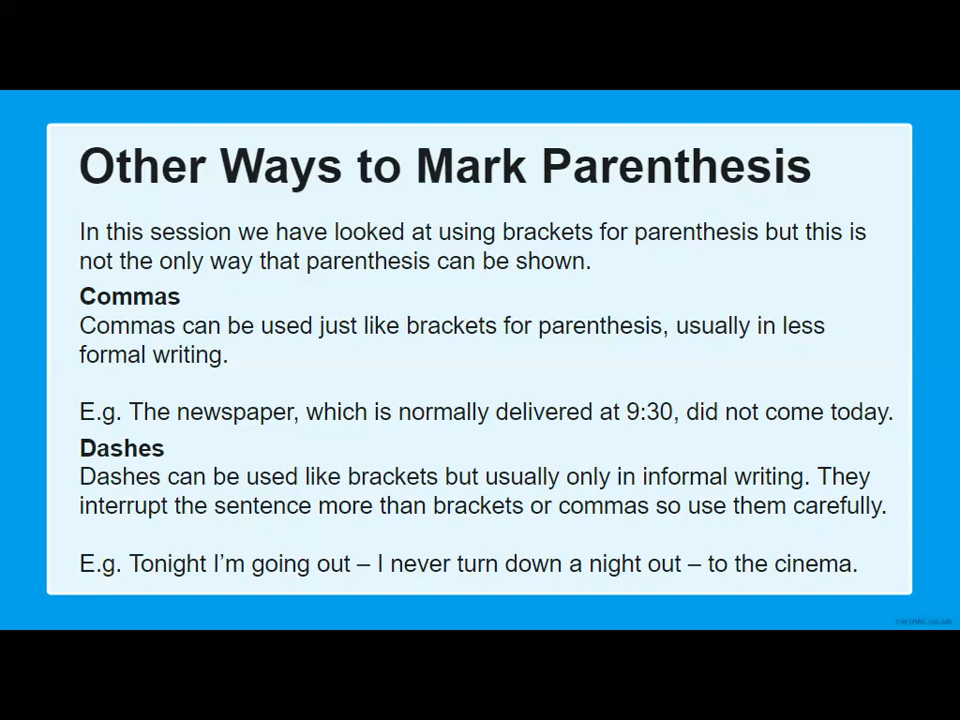 Other Ways to Mark Parenthesis
In this session we have looked at using brackets for parenthesis but this is
not the only way that parenthesis can be shown.
Commas
Commas can be used just like brackets for parenthesis, usually in less
formal writing.
E.g. The newspaper, which is normally delivered at 9:30, did not come today.
Dashes
Dashes can be used like brackets but usually only in informal writing. They
interrupt the sentence more than brackets or commas so use them carefully.
E.g. Tonight I’m going out – I never turn down a night out – to the cinema.
twinkl.co.uk